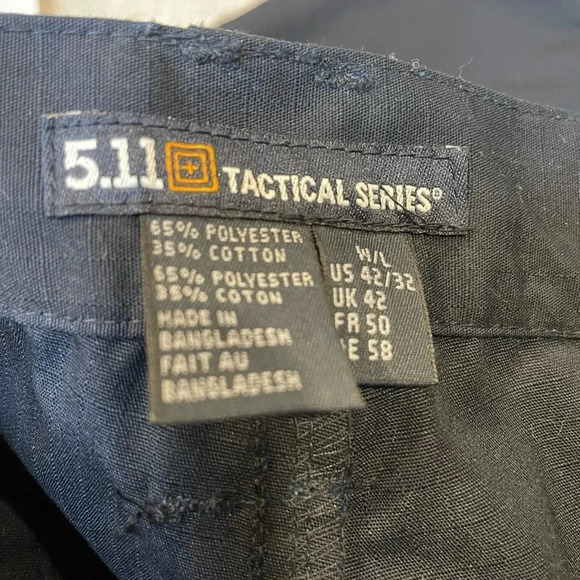 5.11 TACTICAL SERIES®
65% POLYESTER
35% COTTON
65% POLYESTER
35% COTON
MADE IN
BANGLADESH
FAIT AU
BANGLADESH
W/L
US 42/32
UK 42
FR 50
E 58